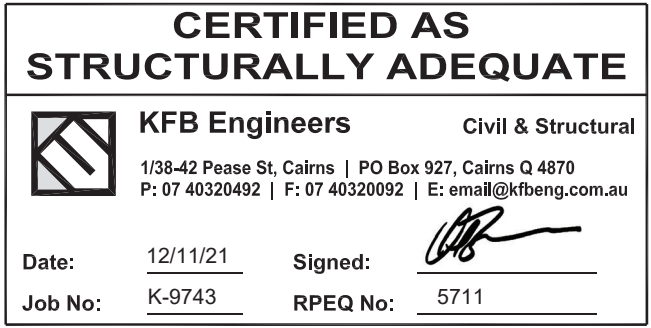 CERTIFIED AS
STRUCTURALLY ADEQUATE
KFB Engineers Civil & Structural
1/38-42 Pease St, Cairns | PO Box 927, Cairns Q 4870
P: 07 40320492 | F: 07 40320092 | E: email@kfbeng.com.au
Date: 12/11/21 Signed:
Job No: K-9743 RPEQ No: 5711